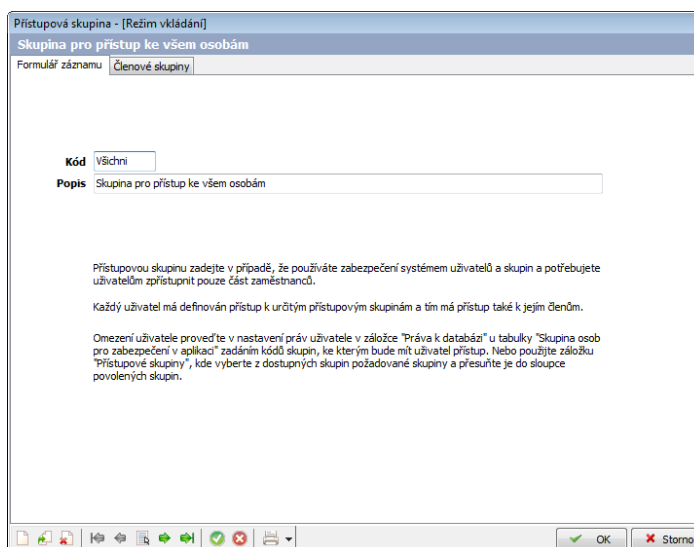 Přístupová skupina - [Režim vkládání]
Skupina pro přístup ke všem osobám
Formulář záznamu Členové skupiny
Kód Všichni
Popis Skupina pro přístup ke všem osobám
Přístupovou skupinu zadejte v případě, že používáte zabezpečení systémem uživatelů a skupin a potřebujete
uživatelům zpřístupnit pouze část zaměstnanců.
Každý uživatel má definován přístup k určitým přístupovým skupinám a tím má přístup také k jejím členům.
Omezení uživatele proveďte v nastavení práv uživatele v záložce "Práva k databázi" u tabulky "Skupina osob
pro zabezpečení v aplikaci" zadáním kódů skupin, ke kterým bude mít uživatel přístup. Nebo použijte záložku
"Přístupové skupiny", kde vyberte z dostupných skupin požadované skupiny a přesuňte je do sloupce
povolených skupin.
OK Storno